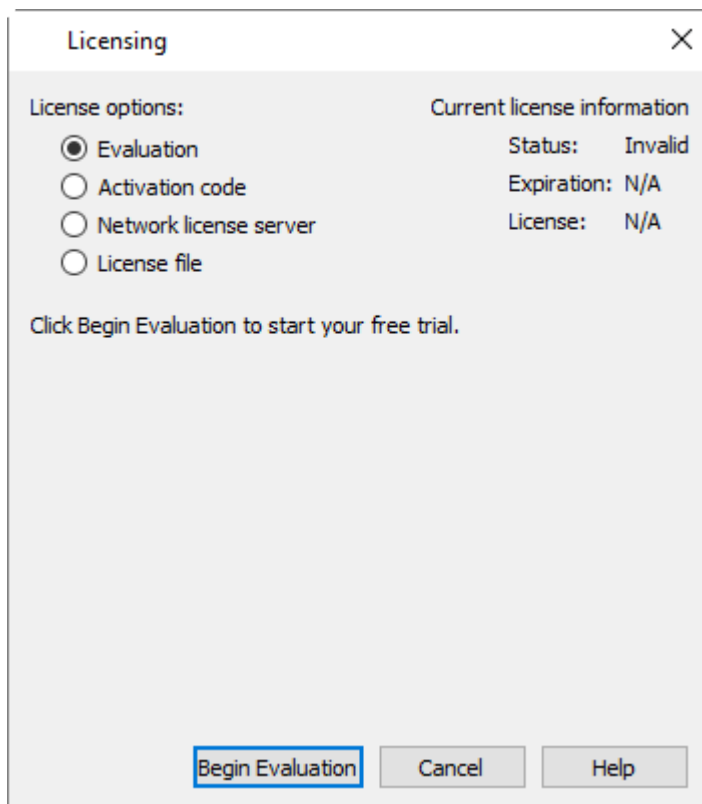 Licensing
License options:
Evaluation
Activation code
Network license server
License file
Current license information
Status: Invalid
Expiration: N/A
License: N/A
Click Begin Evaluation to start your free trial.
Begin Evaluation
Cancel
Help